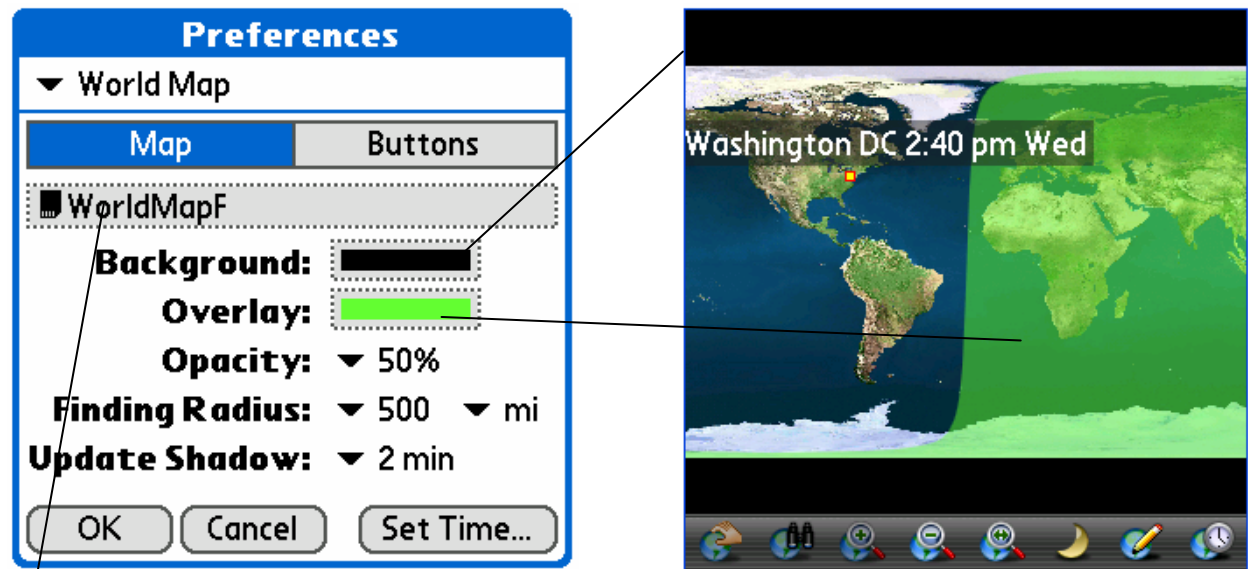 Preferences
World Map
Map Buttons
WorldMapF
Background:
Overlay:
Opacity: 50%
Finding Radius: 500 mi
Update Shadow: 2 min
OK Cancel Set Time...
Washington DC 2:40 pm Wed